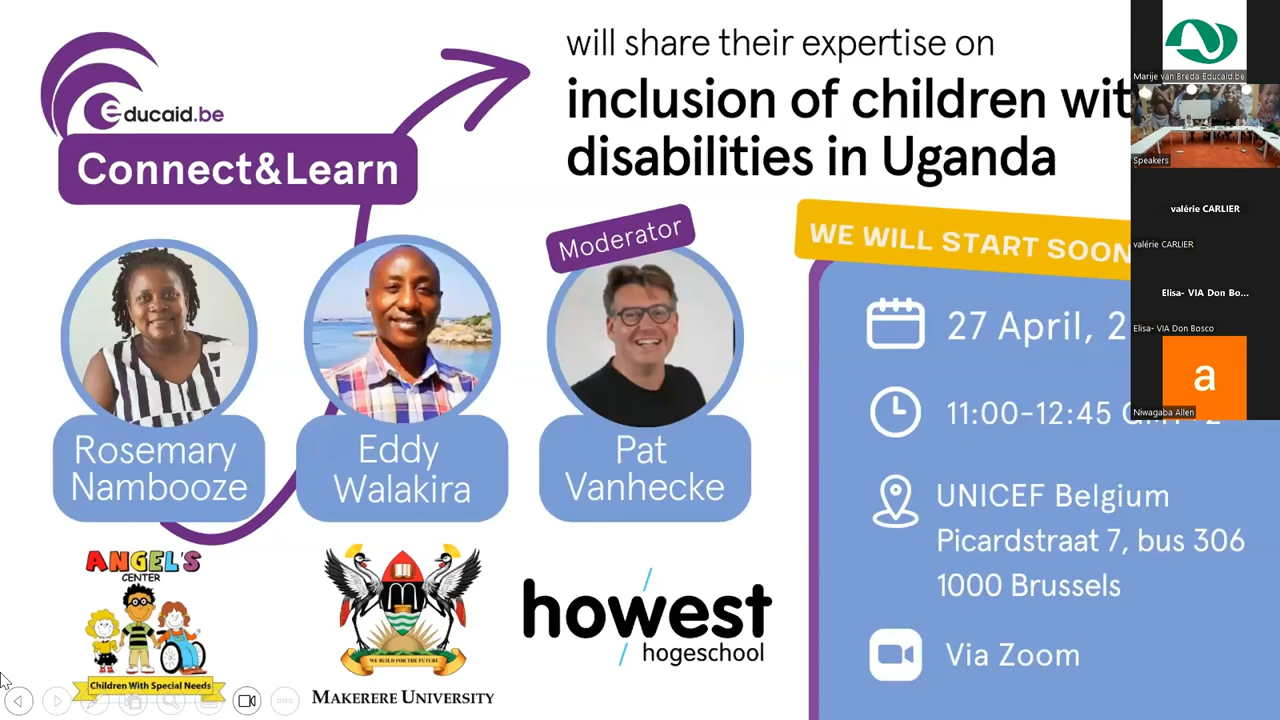 educaid.be
Connect&Learn
will share their expertise on
inclusion of children wit
disabilities in Uganda
WE WILL START SOON
Moderator
Rosemary
Nambooze
Eddy
Walakira
Pat
Vanhecke
27 April, 2
11:00-12:45
UNICEF Belgium
Picardstraat 7, bus 306
1000 Brussels
Via Zoom
ANGEL'S
CENTER
Children With Special Needs
WE BUILD FOR THE FUTURE
MAKERERE UNIVERSITY
howest
hogeschool
Marije van Breda Educaid.be
Speakers
valérie CARLIER
valérie CARLIER
Elisa- VIA Don Bo...
Elisa- VIA Don Bosco
a
Niwagaba Allen